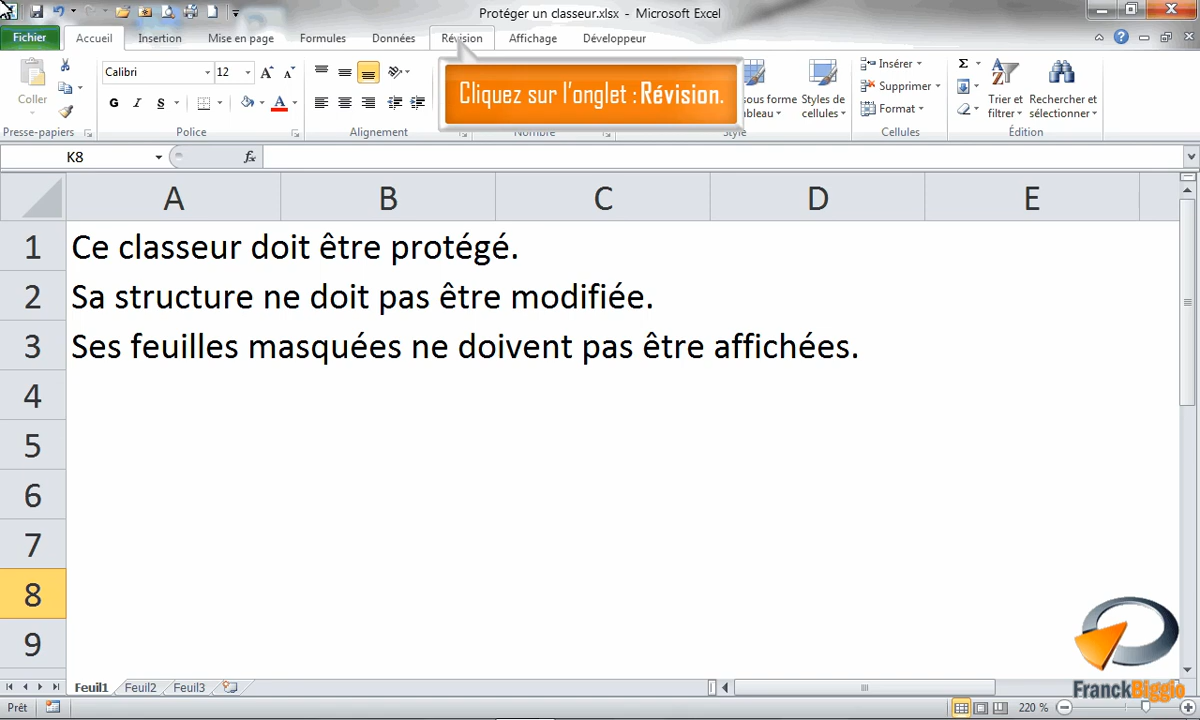 Protéger un classeur.xlsx - Microsoft Excel
Fichier Accueil Insertion Mise en page Formules Données Révision Affichage Développeur
Cliquez sur l'onglet : Révision.
Coller
Calibri 12
G I S
Presse-papiers Police Alignement Nombre Style
sous forme
Styles de
cellules
Insérer
Supprimer
Format
Cellules
Trier et
filtrer
Rechercher et
sélectionner
Édition
K8 fx
A B C D E
1 Ce classeur doit être protégé.
2 Sa structure ne doit pas être modifiée.
3 Ses feuilles masquées ne doivent pas être affichées.
4
5
6
7
8
9
Feuil1 Feuil2 Feuil3
FranckBiggio
Prêt 220 %